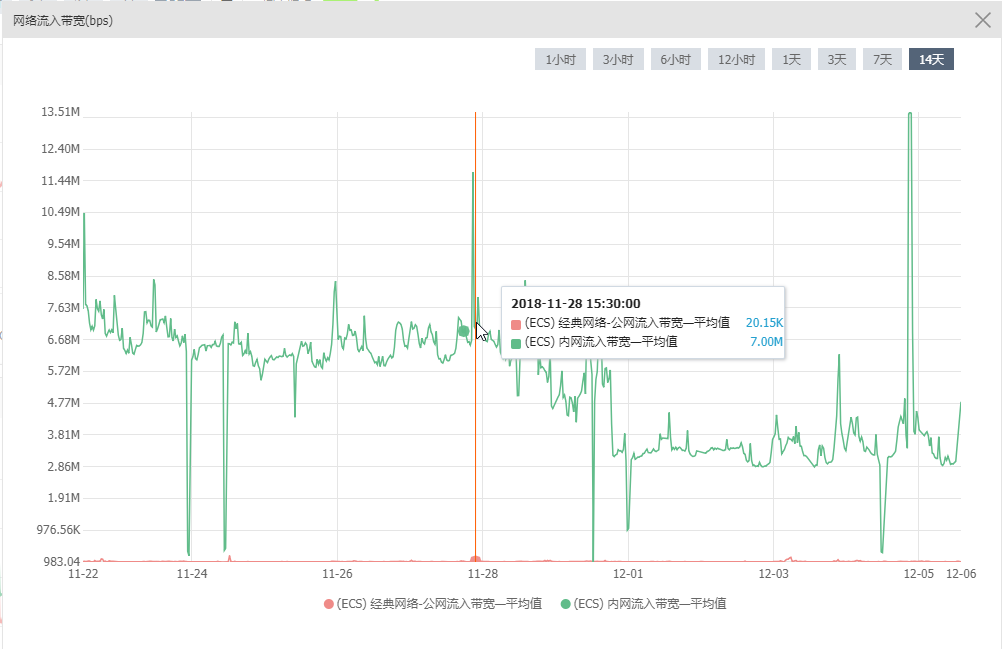 网络流入带宽(bps)
1小时 3小时 6小时 12小时 1天 3天 7天 14天
13.51M
12.40M
11.44M
10.49M
9.54M
8.58M
7.63M
6.68M
5.72M
4.77M
3.81M
2.86M
1.91M
976.56K
983.04
2018-11-28 15:30:00
(ECS) 经典网络-公网流入带宽—平均值 20.15K
(ECS) 内网流入带宽—平均值 7.00M
11-22 11-24 11-26 11-28 12-01 12-03 12-05 12-06
(ECS) 经典网络-公网流入带宽—平均值 (ECS) 内网流入带宽—平均值